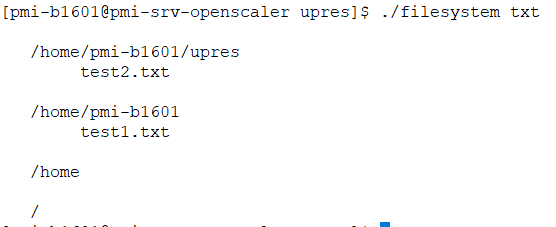 [pmi-b1601@pmi-srv-openscaler upres]$ ./filesystem txt
/home/pmi-b1601/upres
test2.txt
/home/pmi-b1601
test1.txt
/home
/